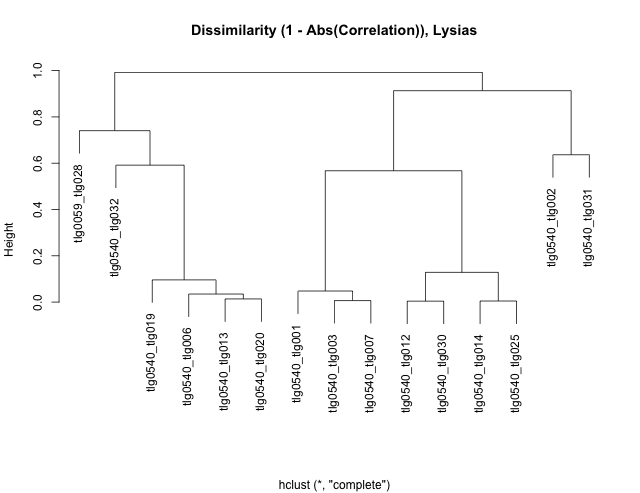 Dissimilarity (1 - Abs(Correlation)), Lysias
Height
0.0
0.2
0.4
0.6
0.8
1.0
tlg0059_tlg028
tlg0540_tlg032
tlg0540_tlg019
tlg0540_tlg006
tlg0540_tlg013
tlg0540_tlg020
tlg0540_tlg001
tlg0540_tlg003
tlg0540_tlg007
tlg0540_tlg012
tlg0540_tlg030
tlg0540_tlg014
tlg0540_tlg025
tlg0540_tlg002
tlg0540_tlg031
hclust (*, "complete")